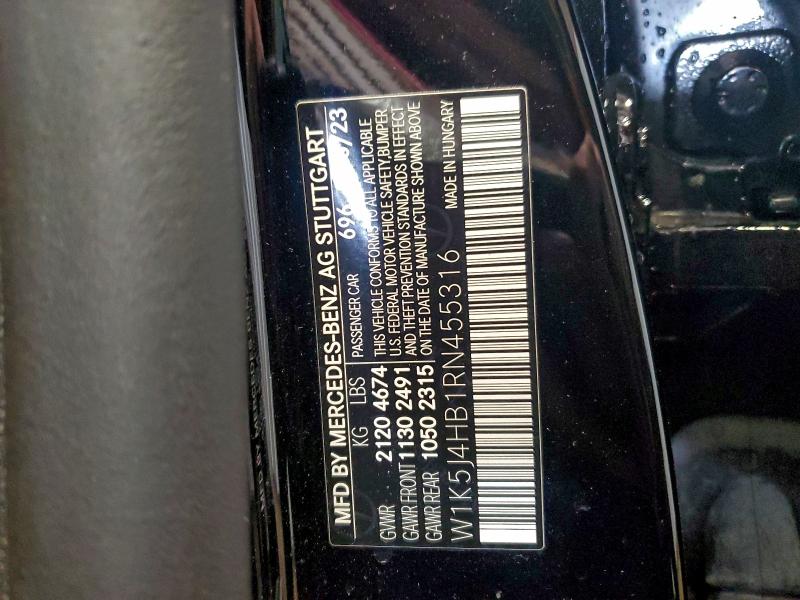 MFD BY MERCEDES-BENZ AG STUTTGART
KG LBS PASSENGER CAR 696 /23
GVWR 2120 4674
GAWR FRONT 1130 2491
GAWR REAR 1050 2315
THIS VEHICLE CONFORMS TO ALL APPLICABLE
U.S. FEDERAL MOTOR VEHICLE SAFETY,BUMPER,
AND THEFT PREVENTION STANDARDS IN EFFECT
ON THE DATE OF MANUFACTURE SHOWN ABOVE
W1K5J4HB1RN455316 MADE IN HUNGARY